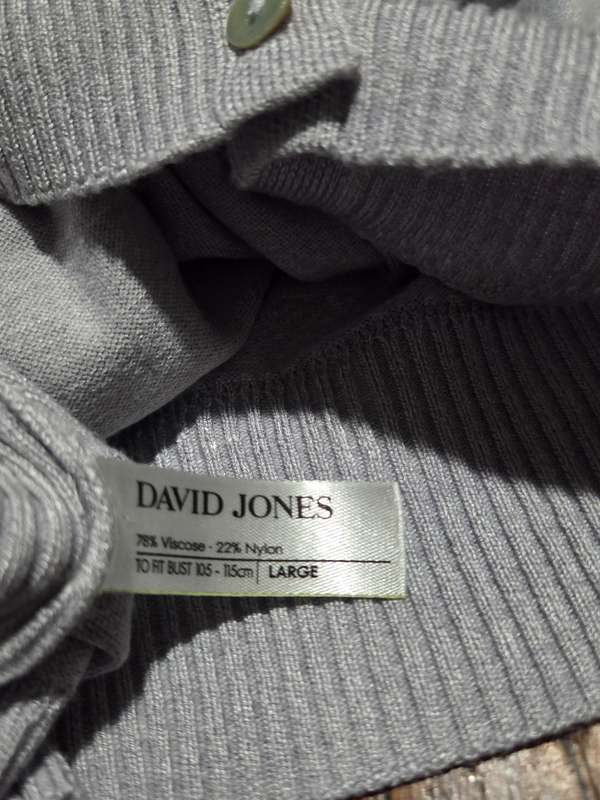 DAVID JONES
78% Viscose - 22% Nylon
TO FIT BUST 105 - 115cm | LARGE